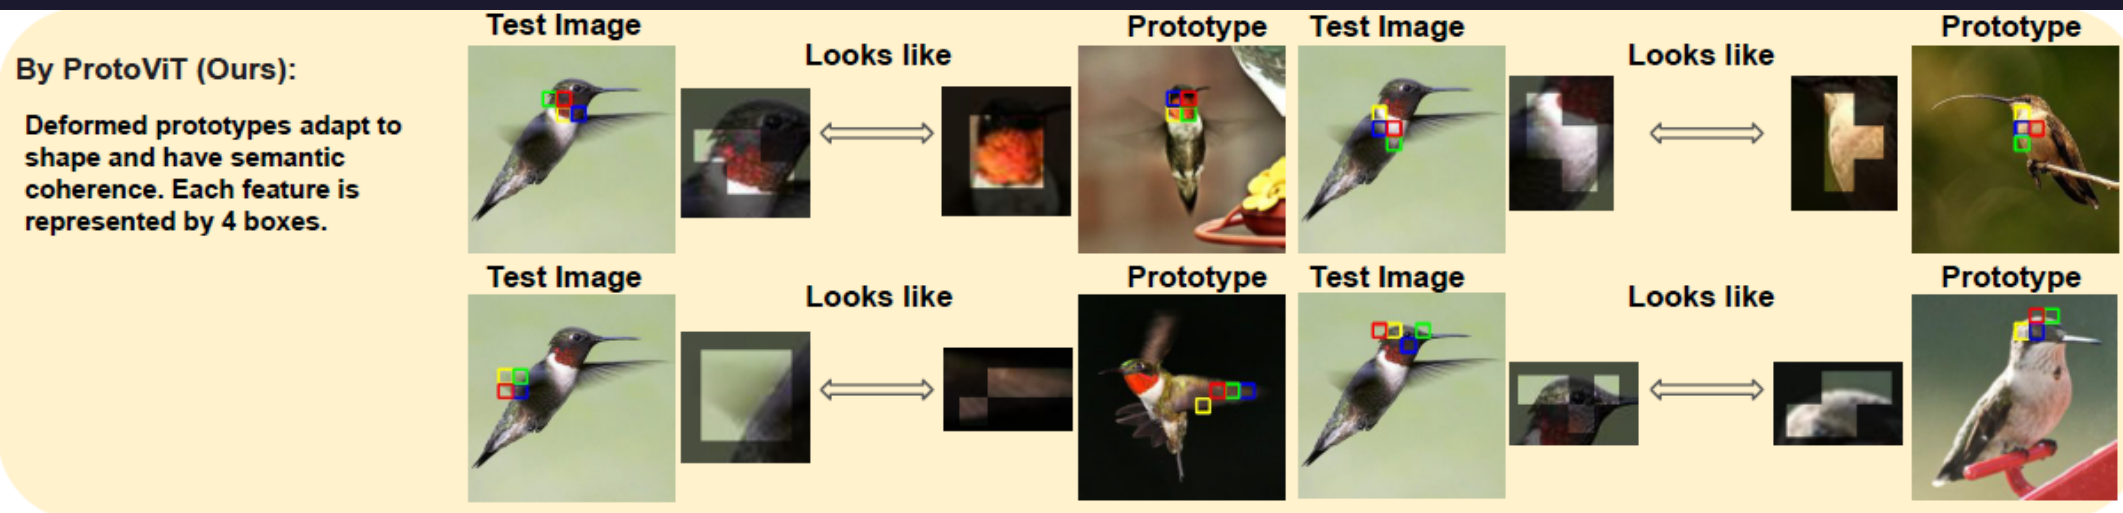 By ProtoViT (Ours):
Deformed prototypes adapt to
shape and have semantic
coherence. Each feature is
represented by 4 boxes.
Test Image
Looks like
Prototype
Test Image
Looks like
Prototype
Test Image
Looks like
Prototype
Test Image
Looks like
Prototype